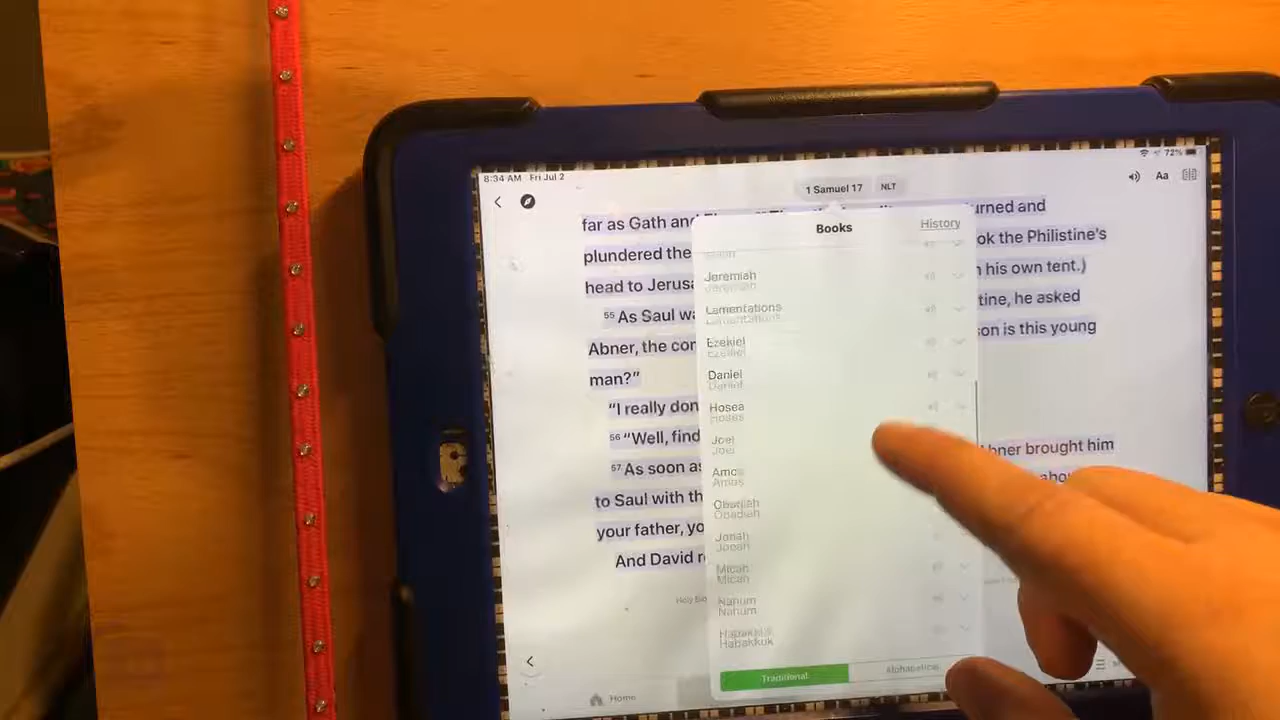 8:34 AM Fri Jul 2
72%
1 Samuel 17 NLT
Aa
far as Gath and
urned and
plundered the
ok the Philistine's
head to Jerusa
his own tent.)
55 As Saul wa
tine, he asked
Abner, the con
son is this young
man?”
“I really don
56 “Well, find
bner brought him
57 As soon as
to Saul with th
your father, yo
And David r
Books
History
Jeremiah
Lamentations
Ezekiel
Daniel
Hosea
Joel
Amos
Obadiah
Jonah
Micah
Nahum
Habakkuk
Traditional
Alphabetical
Home